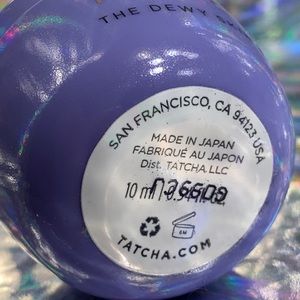 THE DEWY
SAN FRANCISCO, CA 94123 USA
MADE IN JAPAN
FABRIQUÉ AU JAPON
Dist. TATCHA, LLC
10 ml
6M
TATCHA.COM